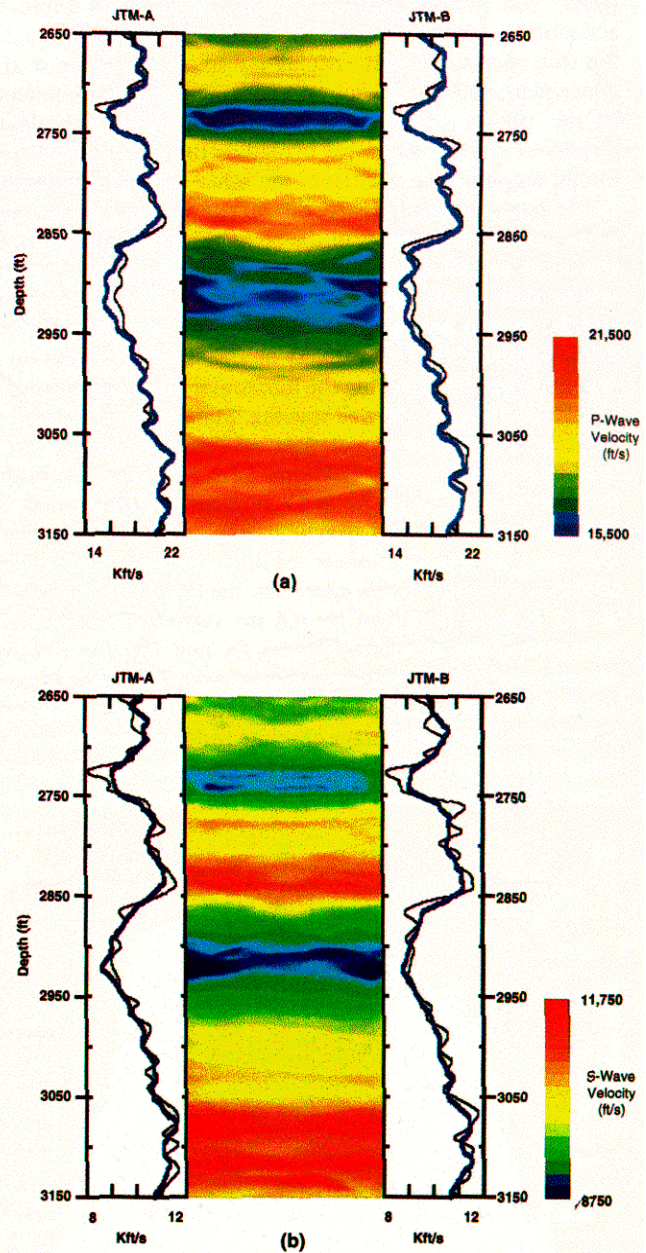 JTM-A
JTM-B
2650
2750
2850
2950
3050
3150
Depth (ft)
2650
2750
2850
2950
3050
3150
21,500
P-Wave
Velocity
(ft/s)
15,500
14 22
Kft/s
14 22
Kft/s
(a)
JTM-A
JTM-B
2650
2750
2850
2950
3050
3150
Depth (ft)
2650
2750
2850
2950
3050
3150
11,750
S-Wave
Velocity
(ft/s)
8750
8 12
Kft/s
8 12
Kft/s
(b)